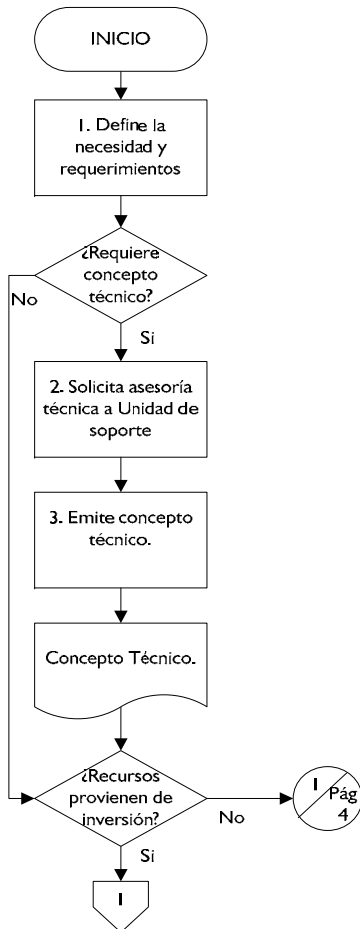 INICIO
1. Define la
necesidad y
requerimientos
¿Requiere
concepto
técnico?
No
Si
2. Solicita asesoría
técnica a Unidad de
soporte
3. Emite concepto
técnico.
Concepto Técnico.
¿Recursos
provienen de
inversión?
No
1
Pág
4
Si
1